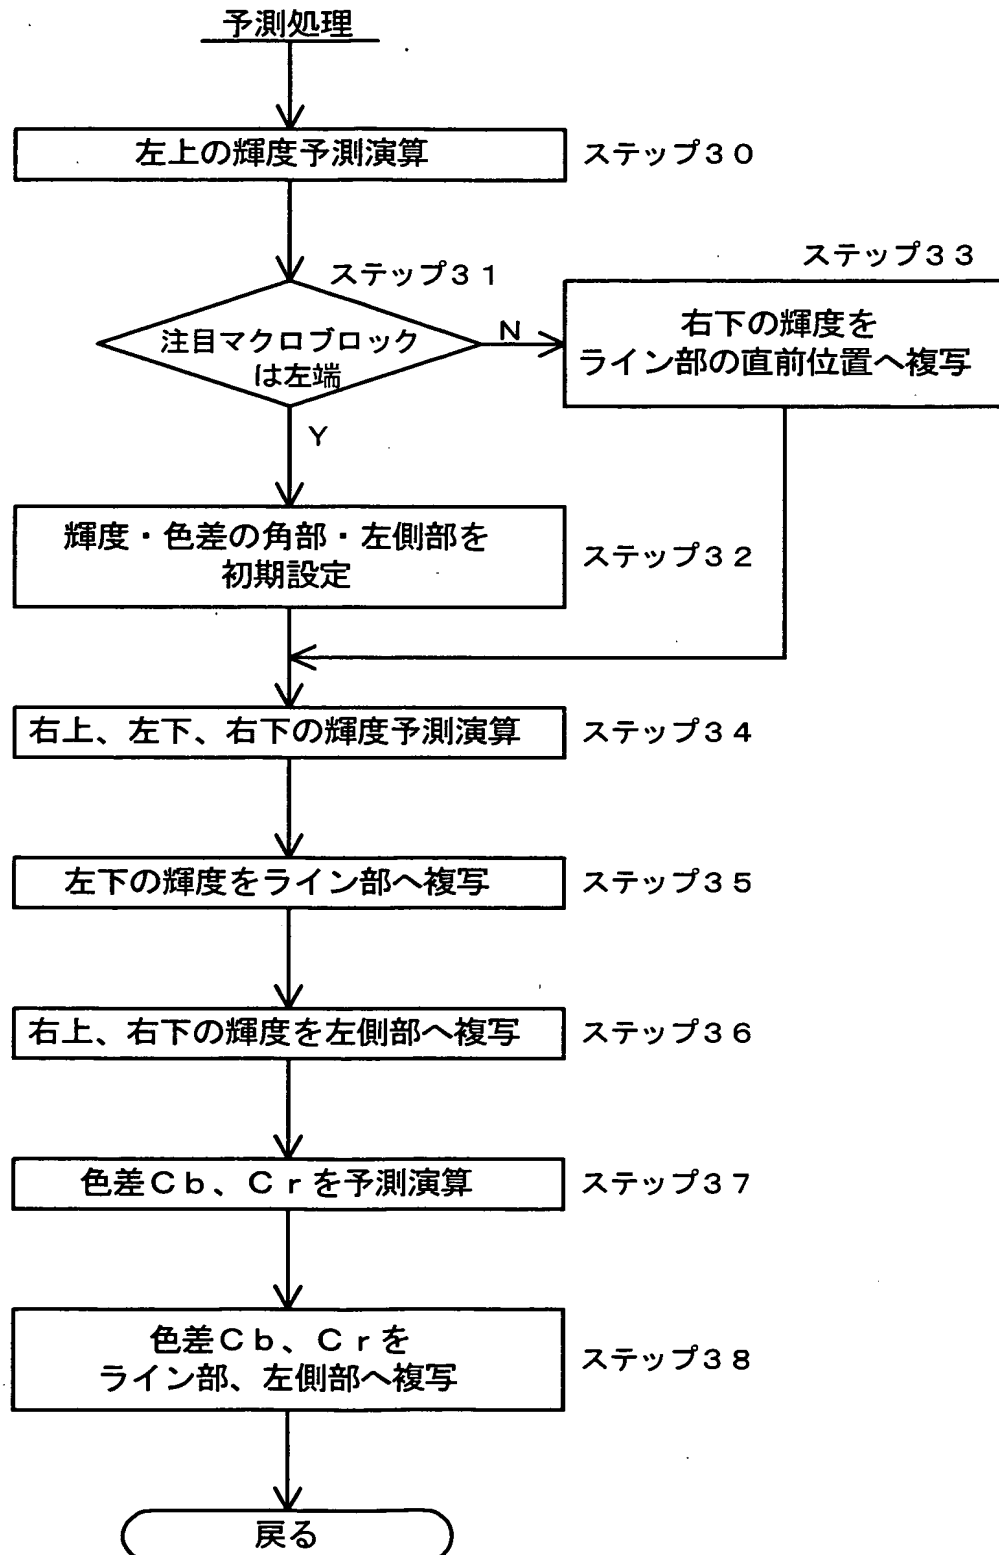 予測処理
左上の輝度予測演算
ステップ30
ステップ31
注目マクロブロック
は左端
N
Y
ステップ33
右下の輝度を
ライン部の直前位置へ複写
輝度・色差の角部・左側部を
初期設定
ステップ32
右上、左下、右下の輝度予測演算
ステップ34
左下の輝度をライン部へ複写
ステップ35
右上、右下の輝度を左側部へ複写
ステップ36
色差Cb、Crを予測演算
ステップ37
色差Cb、Crを
ライン部、左側部へ複写
ステップ38
戻る